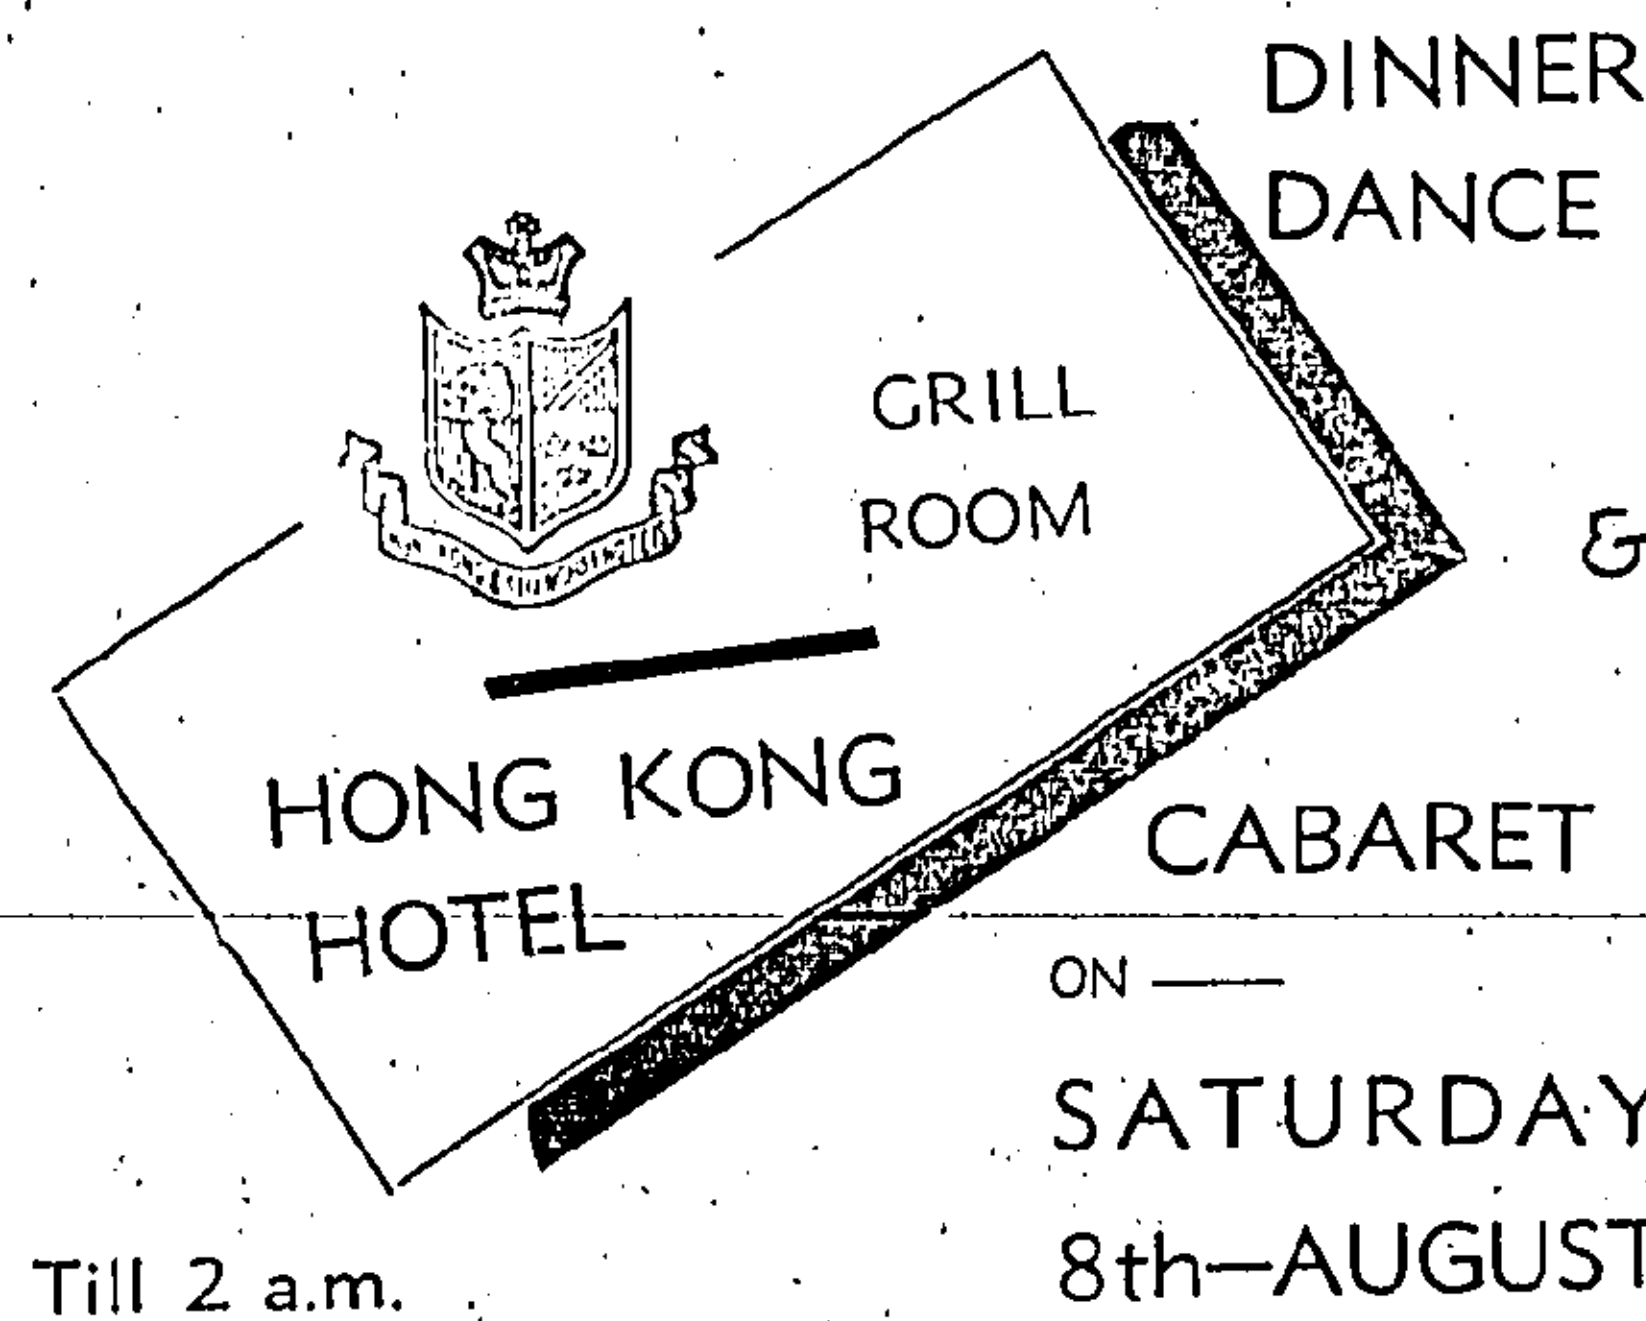 DINNER
DANCE
GRILL
ROOM
&
HONG KONG
HOTEL
CABARET
ON —
SATURDAY
8th—AUGUST
Till 2 a.m.